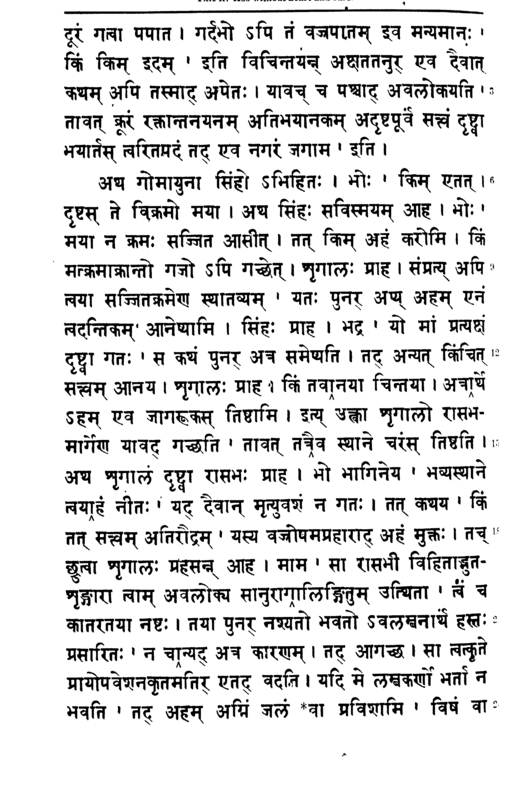 दूरं गत्वा पपात । गर्दभो ऽपि तं वज्रपातम् इव मन्यमानः '
किं किम् इदम् ' इति विचिन्तयन्न् अक्षततनुर् एव दैवात्
कथम् अपि तस्माद् अपेतः । यावच् च पश्चाद् अवलोकयति '
तावत् क्रूरं रक्तान्तनयनम् अतिभयानकम् अदृष्टपूर्वं सत्त्वं दृष्ट्वा
भयार्तस् त्वरितपदं तद् एव नगरं जगाम ' इति ।
अथ गोमायुना सिंहो ऽभिहितः । भोः ' किम् एतत् । ६
दृष्टस् ते विक्रमो मया । अथ सिंहः सविस्मयम् आह । भोः '
मया न क्रमः सज्जित आसीत् । तत् किम् अहं करोमि । किं
मत्क्रमाक्रान्तो गजो ऽपि गच्छेत् । शृगालः प्राह । संप्रत्य् अपि ९
त्वया सज्जितक्रमेण स्थातव्यम् ' यतः पुनर् अप्य् अहम् एनं
त्वदन्तिकम् आनेष्यामि । सिंहः प्राह । भद्र ' यो मां प्रत्यक्षं
दृष्ट्वा गतः ' स कथं पुनर् अत्र समेष्यति । तद् अन्यत् किंचित् १२
सत्त्वम् आनय । शृगालः प्राह । किं तवानया चिन्तया । अत्रार्थे
ऽहम् एव जागरूकस् तिष्ठामि । इत्य् उक्त्वा शृगालो रासभ-
मार्गेण यावद् गच्छति ' तावत् तत्रैव स्थाने चरंस् तिष्ठति ।
अथ शृगालं दृष्ट्वा रासभः प्राह । भो भागिनेय ' भव्यस्थाने
त्वयाहं नीतः ' यद् दैवान् मृत्युवशं न गतः । तत् कथय ' किं
तत् सत्त्वम् अतिरौद्रम् ' यस्य वज्रोपमप्रहाराद् अहं मुक्तः । तच्
छ्रुत्वा शृगालः प्रहसन्न् आह । माम ' सा रासभी विहिताद्भुत-
शृङ्गारा त्वाम् अवलोक्य सानुरागालिङ्गितुम् उत्थिता ' त्वं च
कातरतया नष्टः । तया पुनर् नश्यतो भवतो ऽवलम्बनार्थे हस्तः
प्रसारितः ' न चान्यद् अत्र कारणम् । तद् आगच्छ । सा त्वत्कृते
प्रायोपवेशनकृतमतिर् एतद् वदति । यदि मे लम्बकर्णो भर्ता न
भवति ' तद् अहम् अग्निं जलं *वा प्रविशामि ' विषं वा